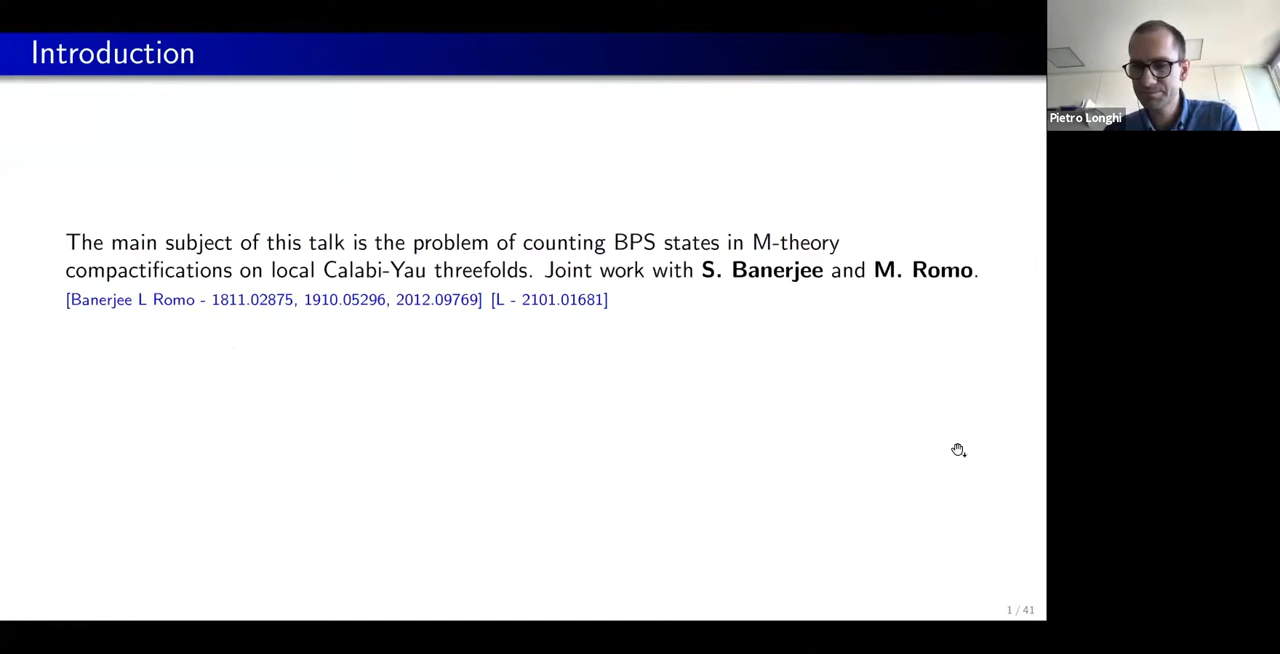 Introduction
Pietro Longhi
The main subject of this talk is the problem of counting BPS states in M-theory
compactifications on local Calabi-Yau threefolds. Joint work with S. Banerjee and M. Romo.
[Banerjee L Romo - 1811.02875, 1910.05296, 2012.09769] [L - 2101.01681]
1 / 41